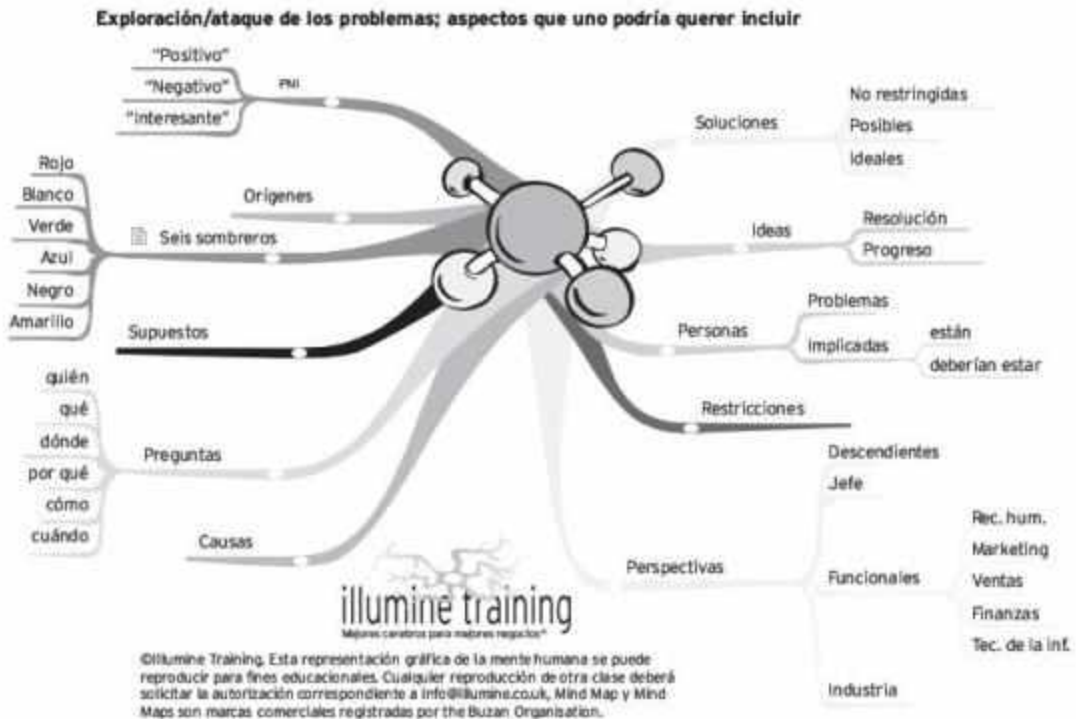 Exploración/ataque de los problemas; aspectos que uno podría querer incluir
"Positivo"
"Negativo"
"Interesante"
PNI
Orígenes
Rojo
Blanco
Verde
Azul
Negro
Amarillo
Seis sombreros
Supuestos
quién
qué
dónde
por qué
cómo
cuándo
Preguntas
Causas
Soluciones
No restringidas
Posibles
Ideales
Ideas
Resolución
Progreso
Personas
Problemas
Implicadas
están
deberían estar
Restricciones
Perspectivas
Descendientes
Jefe
Funcionales
Rec. hum.
Marketing
Ventas
Finanzas
Tec. de la inf.
Industria
illumine training
Mejores cerebros para mejores negocios
©Illumine Training. Esta representación gráfica de la mente humana se puede
reproducir para fines educacionales. Cualquier reproducción de otra clase deberá
solicitar la autorización correspondiente a info@illumine.co.uk, Mind Map y Mind
Maps son marcas comerciales registradas por the Buzan Organisation.